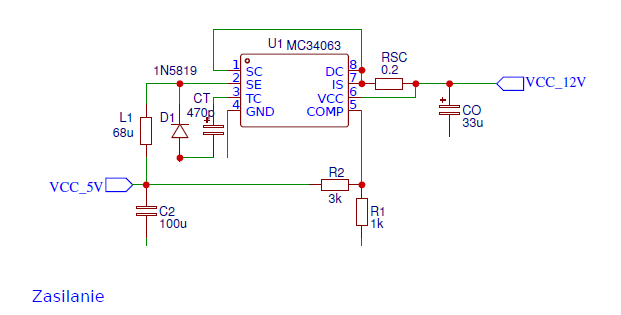 U1 MC34063
1N5819
RSC
0.2
1 SC DC 8
2 SE IS 7
3 TC VCC 6
4 GND COMP 5
VCC_12V
CT
470p
L1
68u
D1
+
+
CO
33u
VCC_5V
R2
3k
C2
100u
R1
1k
Zasilanie